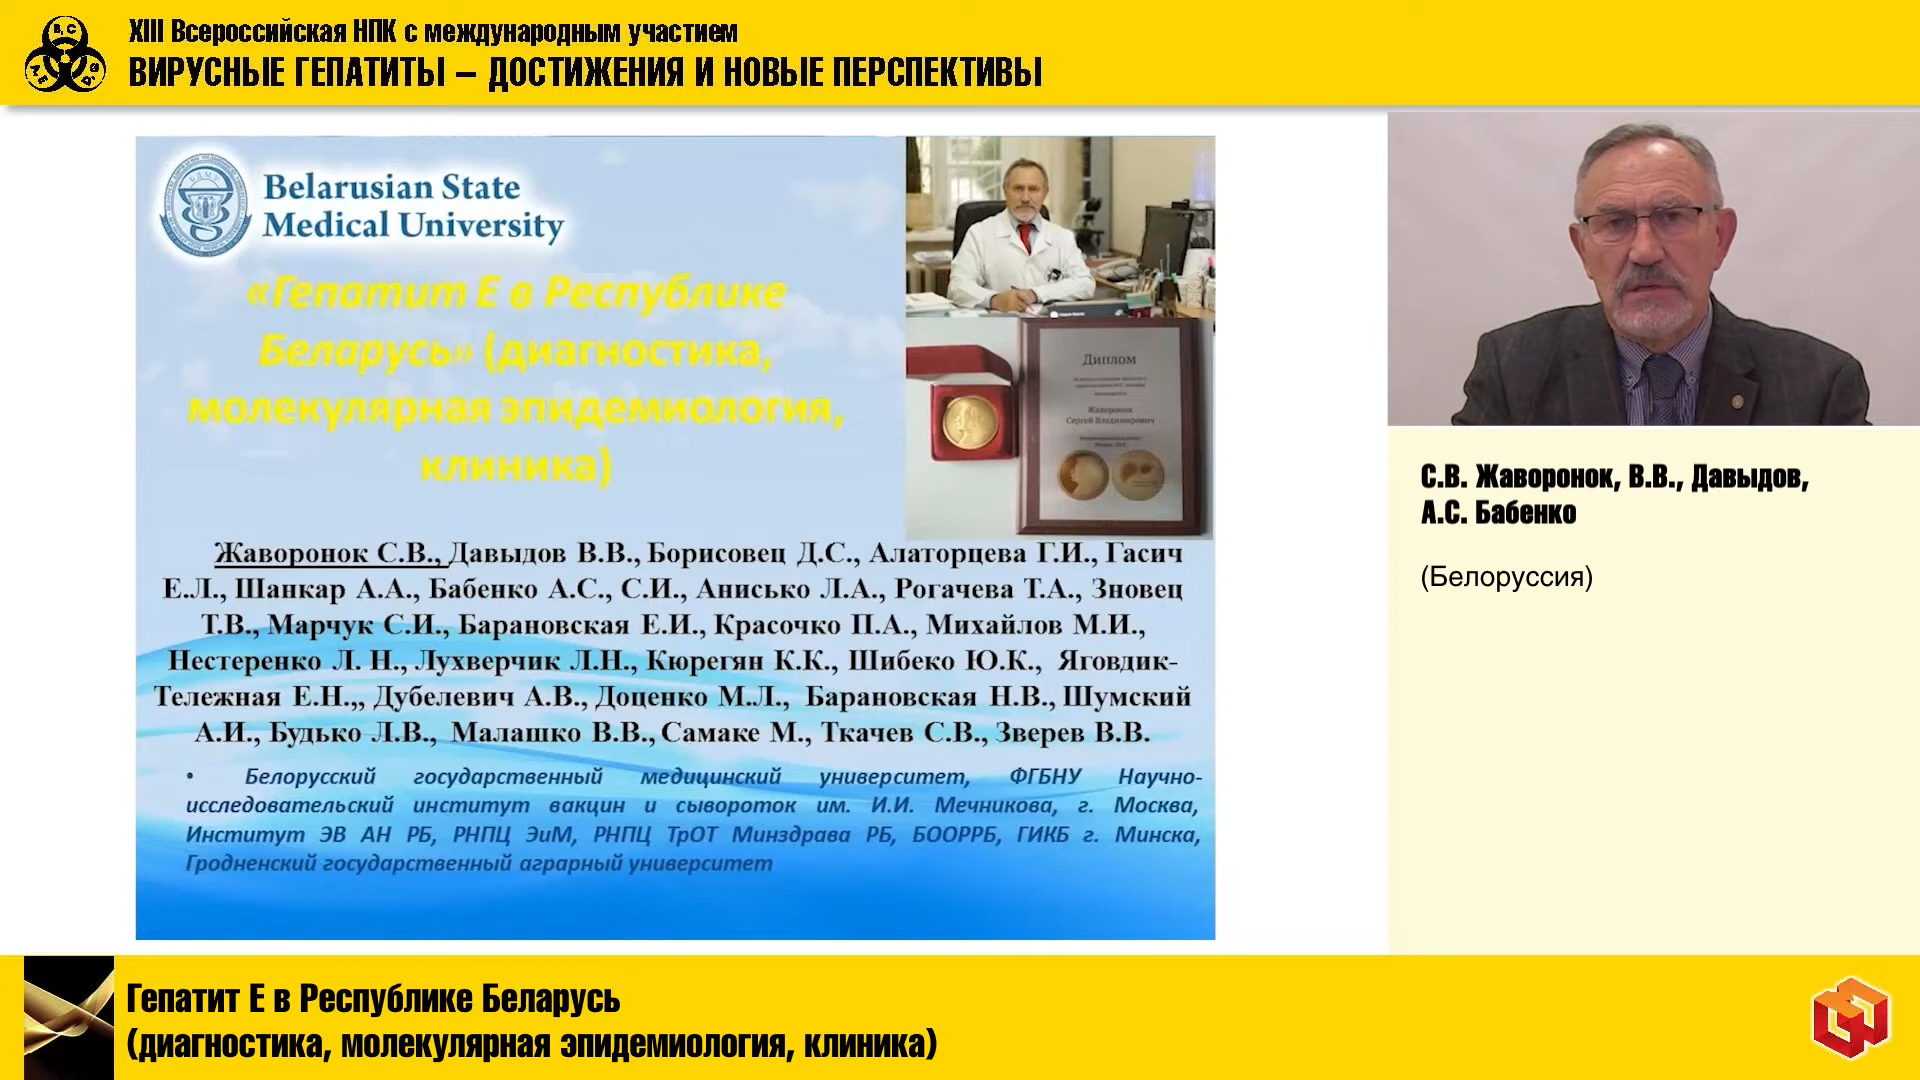 XIII Всероссийская НПК с международным участием
ВИРУСНЫЕ ГЕПАТИТЫ – ДОСТИЖЕНИЯ И НОВЫЕ ПЕРСПЕКТИВЫ
Belarusian State
Medical University
«Гепатит Е в Республике
Беларусь» (диагностика,
молекулярная эпидемиология,
клиника)
Диплом
Жаворонок
Сергей Владимирович
Жаворонок С.В., Давыдов В.В., Борисовец Д.С., Алаторцева Г.И., Гасич
Е.Л., Шанкар А.А., Бабенко А.С., С.И., Анисько Л.А., Рогачева Т.А., Зновец
Т.В., Марчук С.И., Барановская Е.И., Красочко П.А., Михайлов М.И.,
Нестеренко Л. Н., Лухверчик Л.Н., Кюрегян К.К., Шибеко Ю.К., Яговдик-
Тележная Е.Н.,, Дубелевич А.В., Доценко М.Л., Барановская Н.В., Шумский
А.И., Будько Л.В., Малашко В.В., Самаке М., Ткачев С.В., Зверев В.В.
• Белорусский государственный медицинский университет, ФГБНУ Научно-
исследовательский институт вакцин и сывороток им. И.И. Мечникова, г. Москва,
Институт ЭВ АН РБ, РНПЦ ЭиМ, РНПЦ ТрОТ Минздрава РБ, БООРРБ, ГИКБ г. Минска,
Гродненский государственный аграрный университет
С.В. Жаворонок, В.В., Давыдов,
А.С. Бабенко
(Белоруссия)
Гепатит Е в Республике Беларусь
(диагностика, молекулярная эпидемиология, клиника)